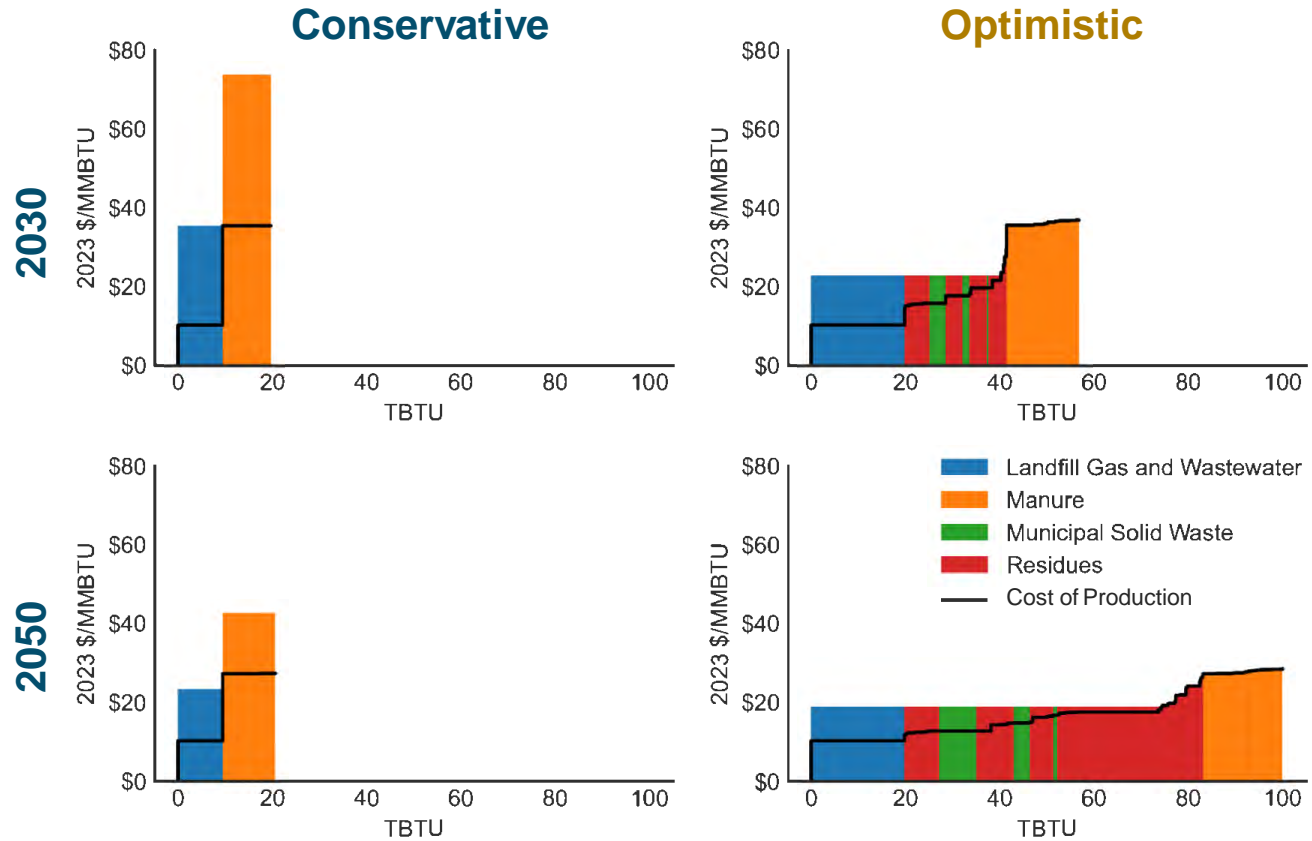 Conservative
Optimistic
2030
2023 $/MMBTU
$80
$60
$40
$20
$0
0 20 40 60 80 100
TBTU
2023 $/MMBTU
$80
$60
$40
$20
$0
0 20 40 60 80 100
TBTU
2050
2023 $/MMBTU
$80
$60
$40
$20
$0
0 20 40 60 80 100
TBTU
2023 $/MMBTU
$80
$60
$40
$20
$0
0 20 40 60 80 100
TBTU
Landfill Gas and Wastewater
Manure
Municipal Solid Waste
Residues
Cost of Production